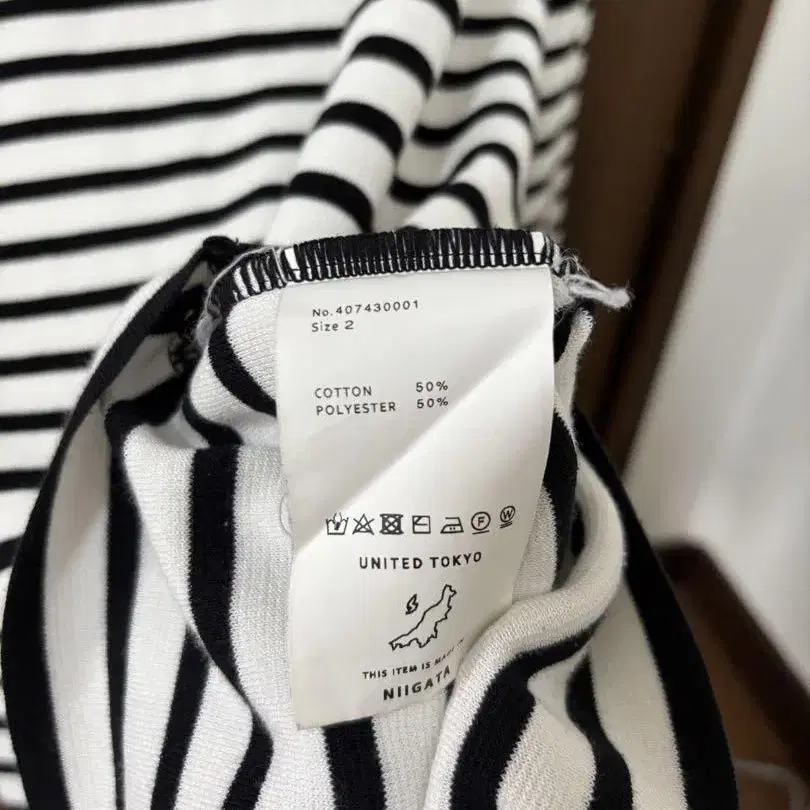 No.407430001
Size 2
COTTON 50%
POLYESTER 50%
F W
UNITED TOKYO
THIS ITEM IS MADE IN
NIIGATA